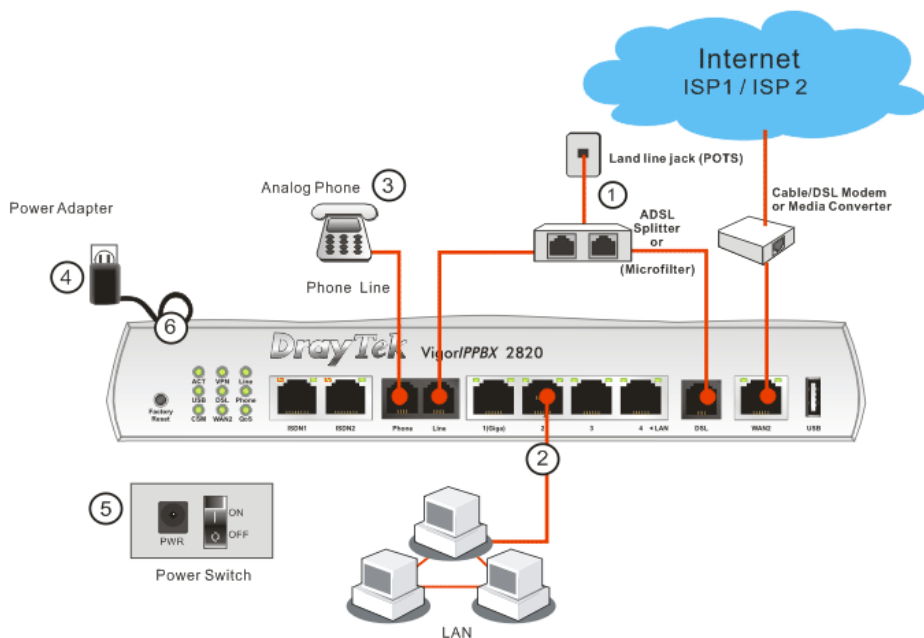 Internet
ISP1 / ISP 2
Land line jack (POTS)
1
Cable/DSL Modem
or Media Converter
Analog Phone
3
ADSL
Splitter
or
(Microfilter)
Power Adapter
4
Phone Line
6
DrayTek VigorIPPBX 2820
ACT VPN Line
USB DSL Phone
CSM WAN2 QoS
Factory
Reset
ISDN1 ISDN2 Phone Line 1(Giga) 2 3 4 ◄LAN DSL WAN2 USB
2
5
PWR
ON
OFF
Power Switch
LAN